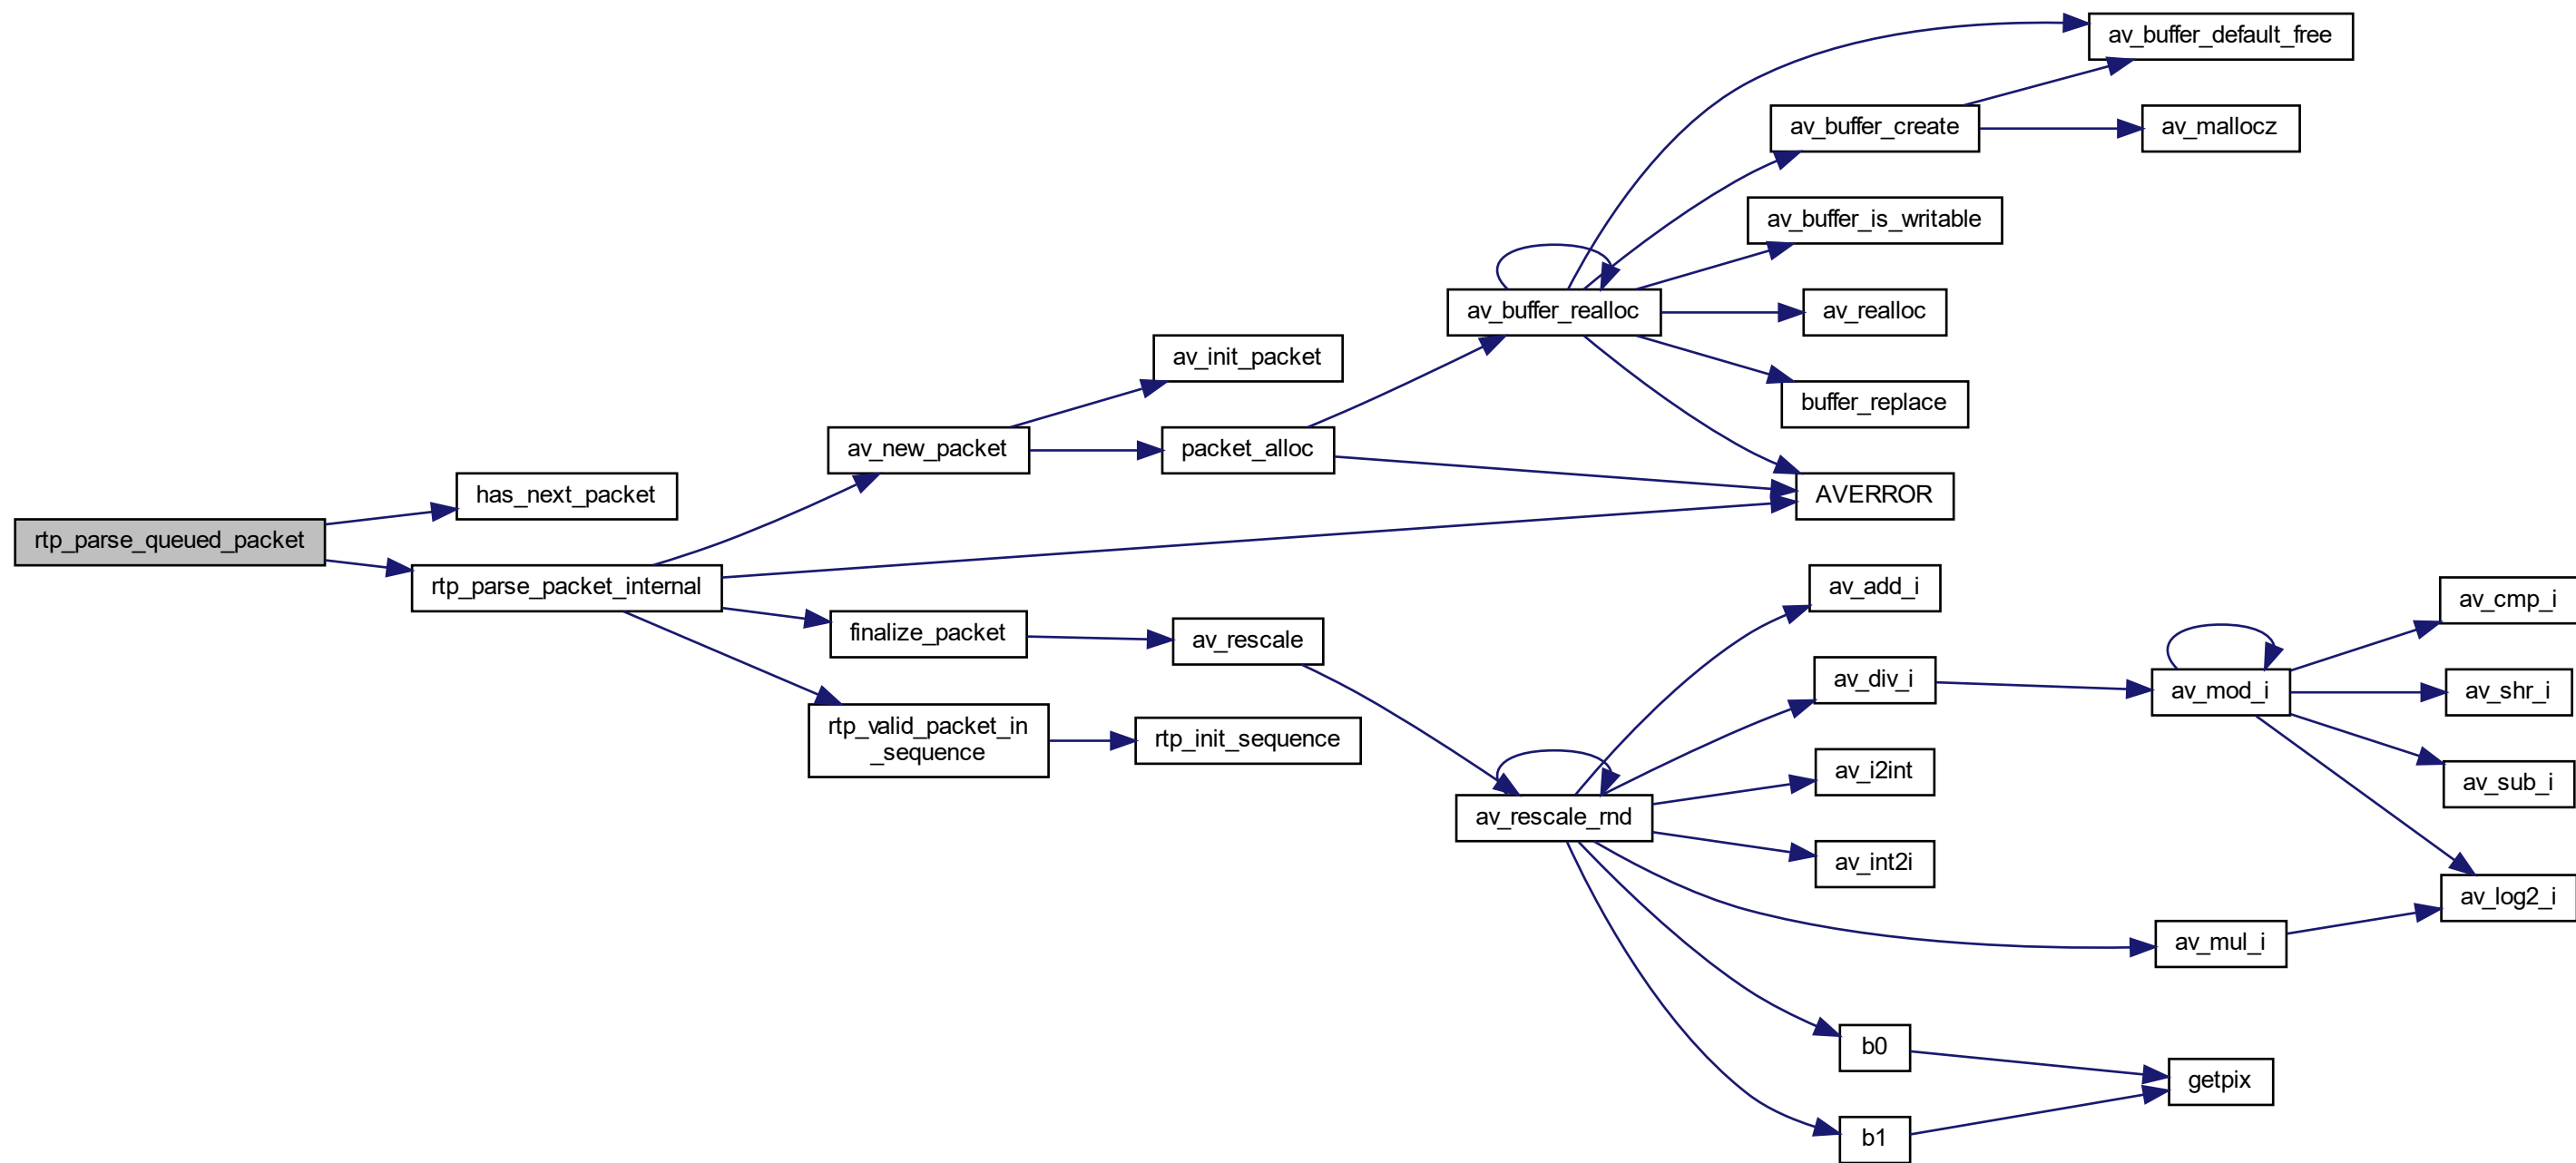 rtp_parse_queued_packet
has_next_packet
rtp_parse_packet_internal
av_new_packet
finalize_packet
rtp_valid_packet_in
_sequence
av_init_packet
packet_alloc
av_rescale
rtp_init_sequence
av_buffer_realloc
av_rescale_rnd
av_buffer_default_free
av_buffer_create
av_mallocz
av_buffer_is_writable
av_realloc
buffer_replace
AVERROR
av_add_i
av_div_i
av_i2int
av_int2i
av_mod_i
av_cmp_i
av_shr_i
av_sub_i
av_log2_i
av_mul_i
b0
b1
getpix